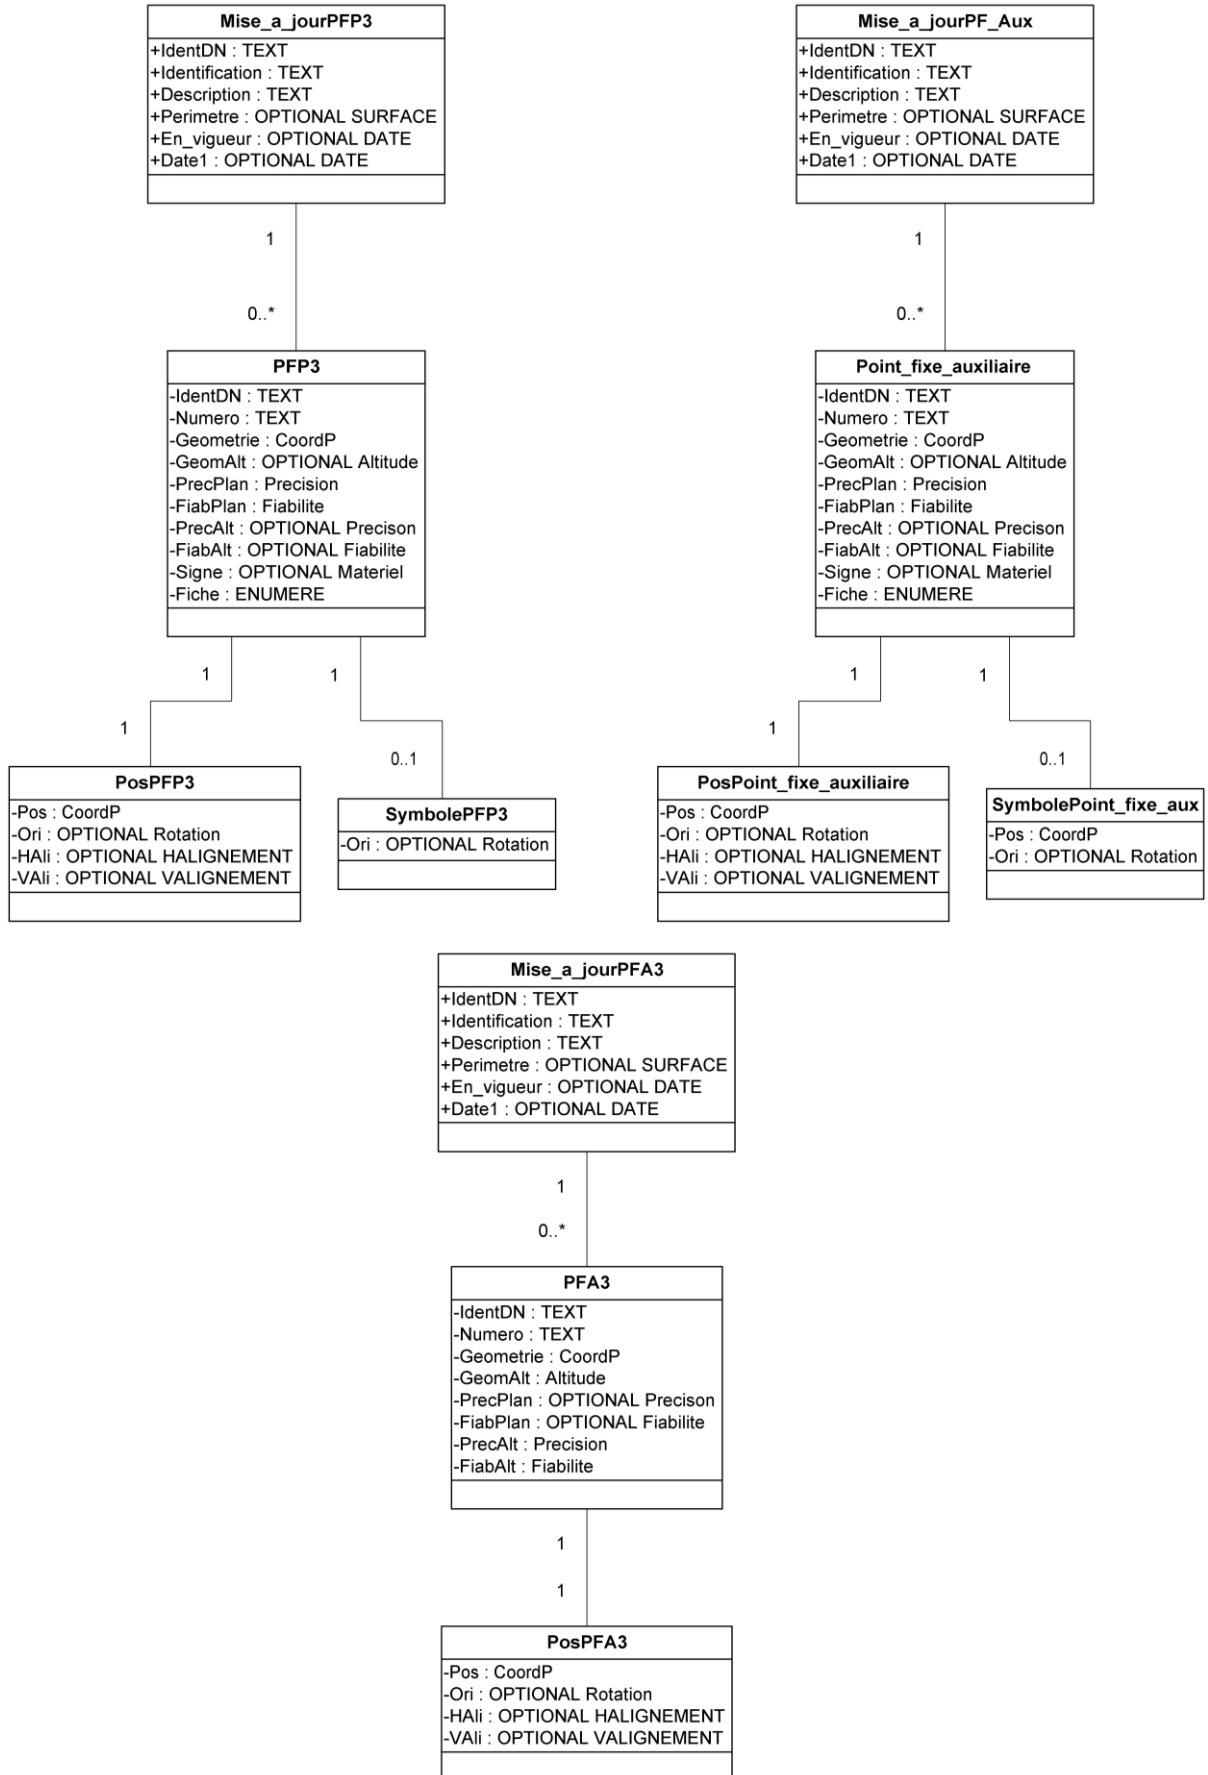 Mise_a_jourPFP3
+IdentDN : TEXT
+Identification : TEXT
+Description : TEXT
+Perimetre : OPTIONAL SURFACE
+En_vigueur : OPTIONAL DATE
+Date1 : OPTIONAL DATE
1
0..*
PFP3
-IdentDN : TEXT
-Numero : TEXT
-Geometrie : CoordP
-GeomAlt : OPTIONAL Altitude
-PrecPlan : Precision
-FiabPlan : Fiabilite
-PrecAlt : OPTIONAL Precison
-FiabAlt : OPTIONAL Fiabilite
-Signe : OPTIONAL Materiel
-Fiche : ENUMERE
1
1
1
0..1
PosPFP3
-Pos : CoordP
-Ori : OPTIONAL Rotation
-HAli : OPTIONAL HALIGNEMENT
-VAli : OPTIONAL VALIGNEMENT
SymbolePFP3
-Ori : OPTIONAL Rotation
Mise_a_jourPF_Aux
+IdentDN : TEXT
+Identification : TEXT
+Description : TEXT
+Perimetre : OPTIONAL SURFACE
+En_vigueur : OPTIONAL DATE
+Date1 : OPTIONAL DATE
1
0..*
Point_fixe_auxiliaire
-IdentDN : TEXT
-Numero : TEXT
-Geometrie : CoordP
-GeomAlt : OPTIONAL Altitude
-PrecPlan : Precision
-FiabPlan : Fiabilite
-PrecAlt : OPTIONAL Precison
-FiabAlt : OPTIONAL Fiabilite
-Signe : OPTIONAL Materiel
-Fiche : ENUMERE
1
1
1
0..1
PosPoint_fixe_auxiliaire
-Pos : CoordP
-Ori : OPTIONAL Rotation
-HAli : OPTIONAL HALIGNEMENT
-VAli : OPTIONAL VALIGNEMENT
SymbolePoint_fixe_aux
-Pos : CoordP
-Ori : OPTIONAL Rotation
Mise_a_jourPFA3
+IdentDN : TEXT
+Identification : TEXT
+Description : TEXT
+Perimetre : OPTIONAL SURFACE
+En_vigueur : OPTIONAL DATE
+Date1 : OPTIONAL DATE
1
0..*
PFA3
-IdentDN : TEXT
-Numero : TEXT
-Geometrie : CoordP
-GeomAlt : Altitude
-PrecPlan : OPTIONAL Precison
-FiabPlan : OPTIONAL Fiabilite
-PrecAlt : Precision
-FiabAlt : Fiabilite
1
1
PosPFA3
-Pos : CoordP
-Ori : OPTIONAL Rotation
-HAli : OPTIONAL HALIGNEMENT
-VAli : OPTIONAL VALIGNEMENT